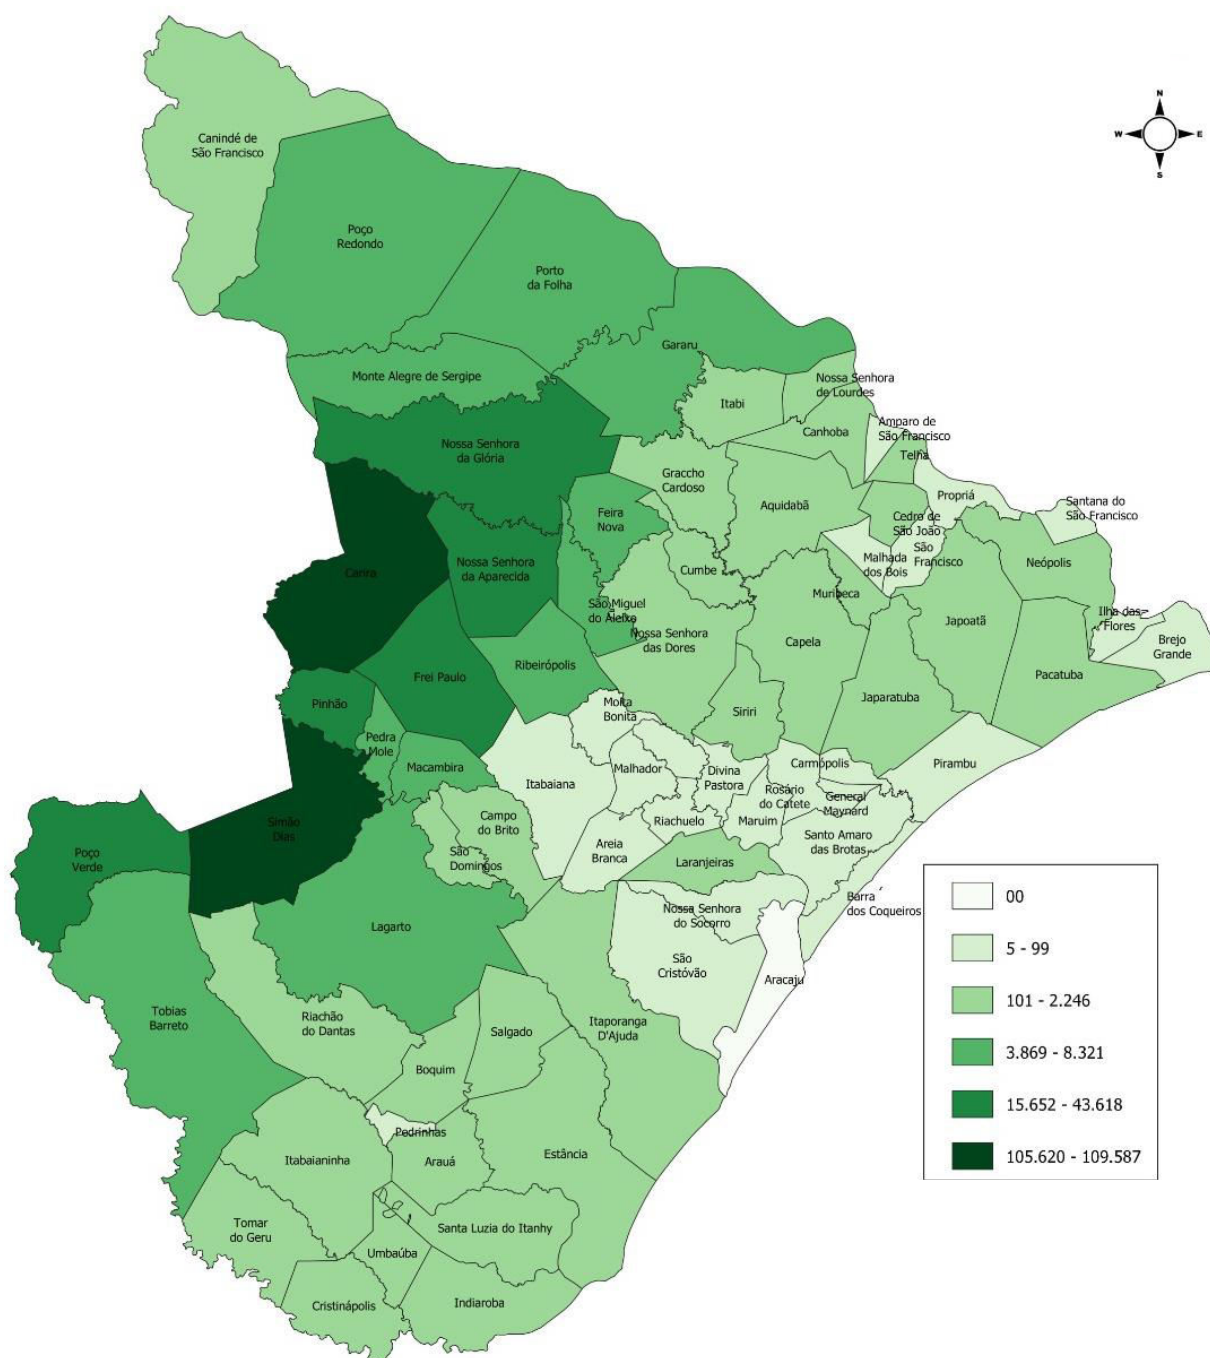 N
W
E
S
Canindé de
São Francisco
Poço
Redondo
Porto
da Folha
Gararu
Monte Alegre de Sergipe
Nossa Senhora
de Lourdes
Itabi
Canhoba
Amparo de
São Francisco
Telha
Nossa Senhora
da Glória
Graccho
Cardoso
Aquidabã
Propriá
Santana do
São Francisco
Feira
Nova
Cedro de
São João
São
Francisco
Malhada
dos Bois
Neópolis
Carira
Nossa Senhora
da Aparecida
Cumbe
Muribeca
São Miguel
do Aleixo
Nossa Senhora
das Dores
Capela
Japoatã
Ilha das
Flores
Brejo
Grande
Pacatuba
Ribeirópolis
Frei Paulo
Japaratuba
Pinhão
Siriri
Moita
Bonita
Pedra
Mole
Macambira
Itabaiana
Malhador
Divina
Pastora
Carmópolis
Pirambu
Rosário
do Catete
General
Maynard
Simão
Dias
Campo
do Brito
Riachuelo
Maruim
Santo Amaro
das Brotas
Areia
Branca
São
Domingos
Laranjeiras
Poço
Verde
Barra
dos Coqueiros
Nossa Senhora
do Socorro
Lagarto
São
Cristóvão
Aracaju
Tobias
Barreto
Riachão
do Dantas
Salgado
Itaporanga
D'Ajuda
Boquim
Pedrinhas
Arauá
Estância
Itabaianinha
Tomar
do Geru
Santa Luzia do Itanhy
Umbaúba
Cristinápolis
Indiaroba
00
5 - 99
101 - 2.246
3.869 - 8.321
15.652 - 43.618
105.620 - 109.587